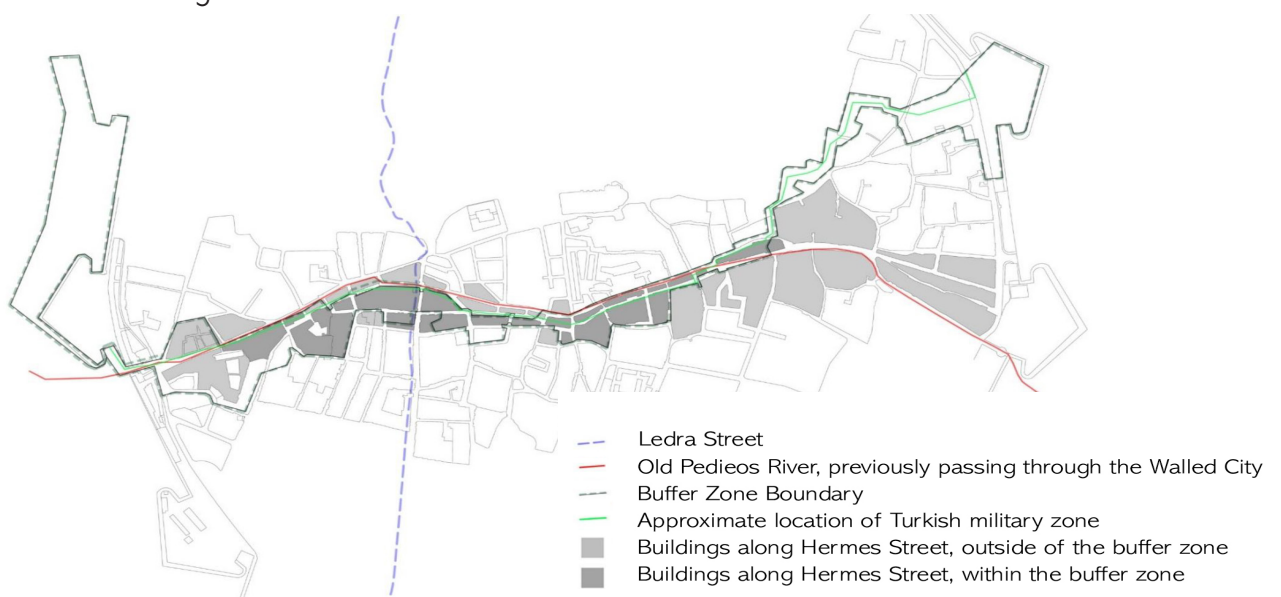 Ledra Street
Old Pedieos River, previously passing through the Walled City
Buffer Zone Boundary
Approximate location of Turkish military zone
Buildings along Hermes Street, outside of the buffer zone
Buildings along Hermes Street, within the buffer zone